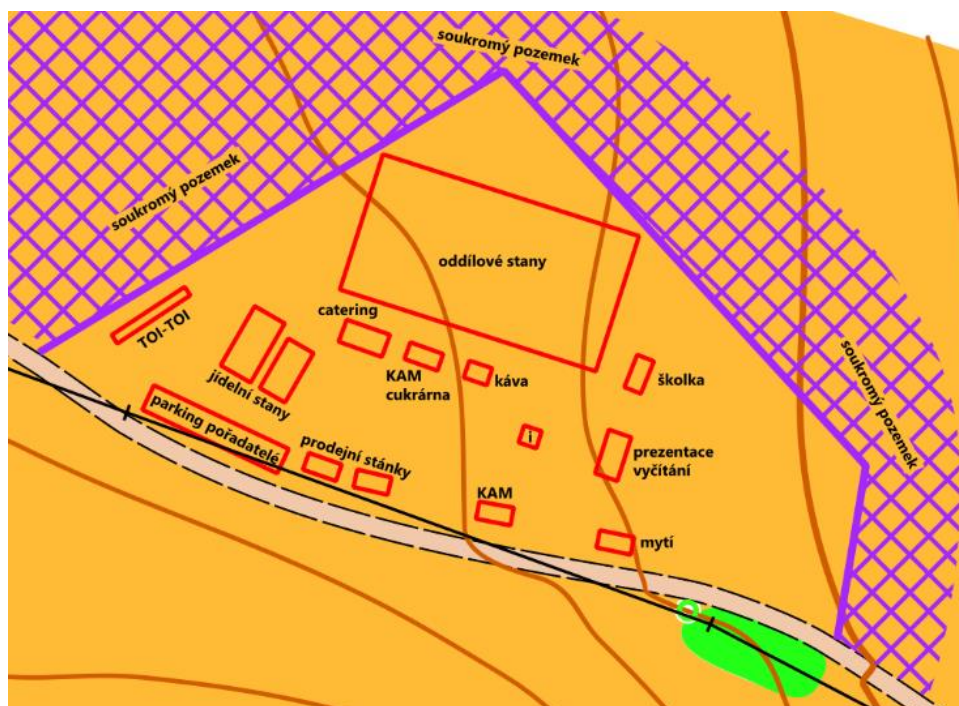 soukromý pozemek
soukromý pozemek
oddílové stany
catering
TOI-TOI
KAM
cukrárna
káva
školka
soukromý pozemek
jídelní stany
parking pořadatelé
prodejní stánky
i
prezentace
vyčítání
KAM
mytí